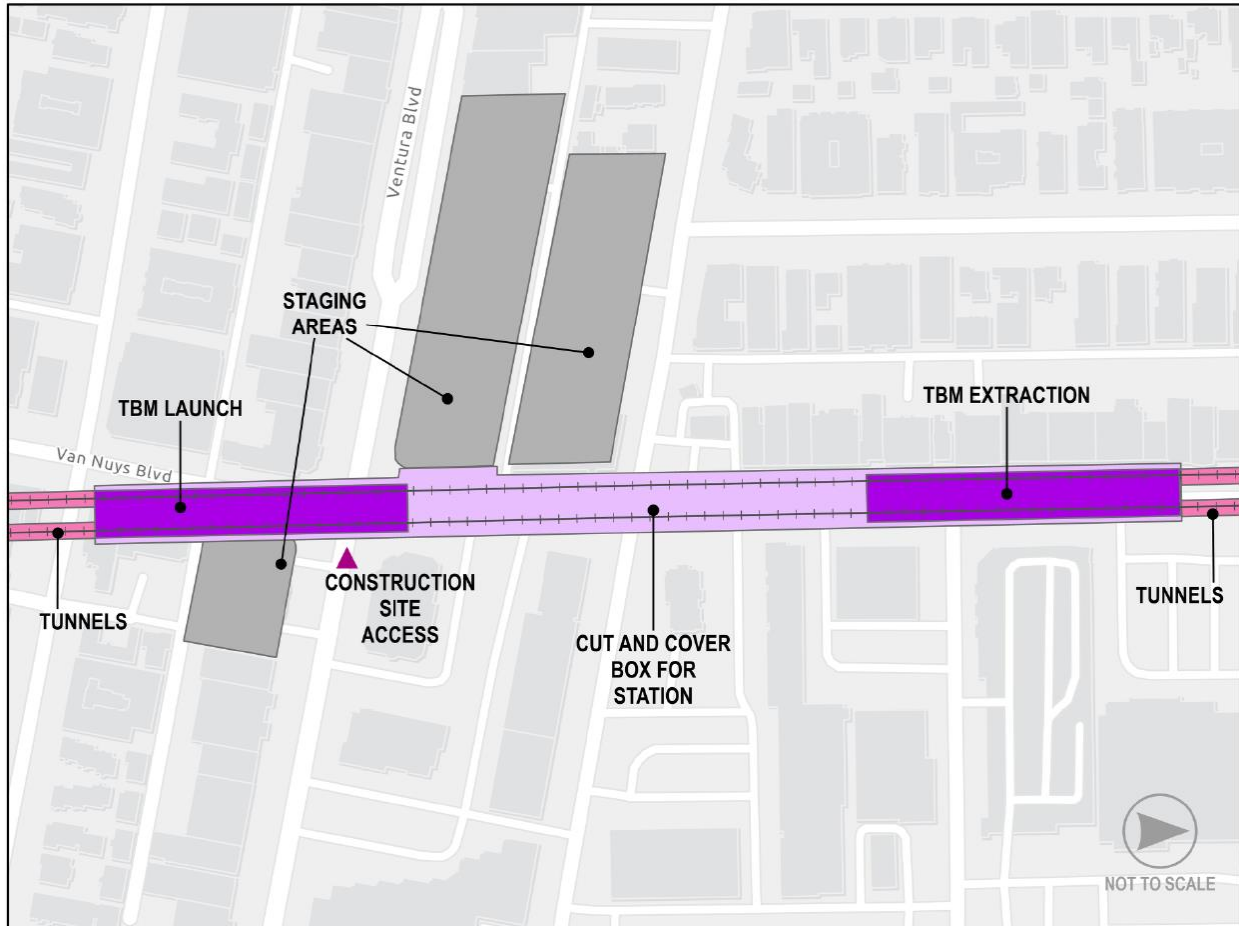 Ventura Blvd
STAGING
AREAS
TBM LAUNCH
TBM EXTRACTION
Van Nuys Blvd
CONSTRUCTION
SITE
ACCESS
TUNNELS
TUNNELS
CUT AND COVER
BOX FOR
STATION
NOT TO SCALE